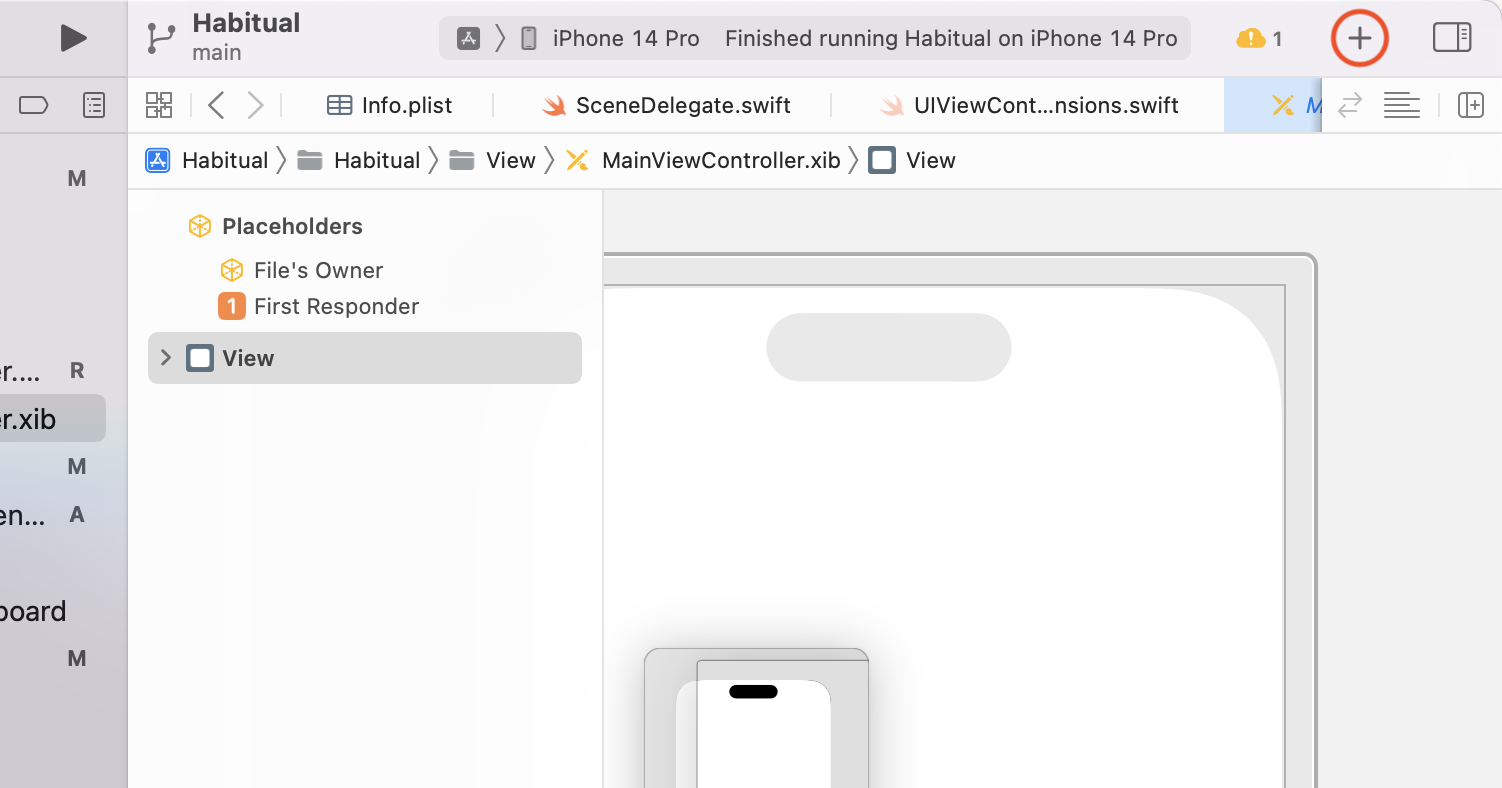 Habitual
main
iPhone 14 Pro Finished running Habitual on iPhone 14 Pro
1
Info.plist
SceneDelegate.swift
UIViewCont...nsions.swift
M
Habitual Habitual View MainViewController.xib View
M
er.... R
er.xib
M
en... A
board
M
Placeholders
File's Owner
1 First Responder
View